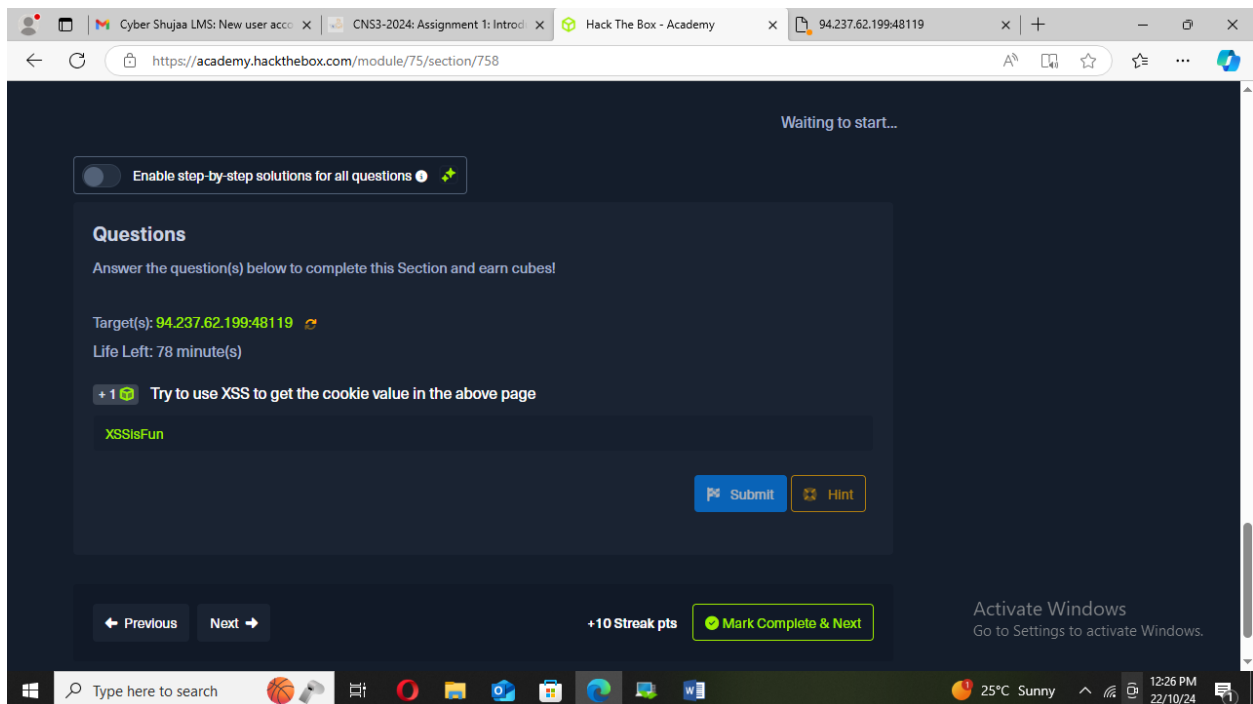 Cyber Shujaa LMS: New user acco
CNS3-2024: Assignment 1: Introd
Hack The Box - Academy
94.237.62.199:48119
https://academy.hackthebox.com/module/75/section/758
Waiting to start...
Enable step-by-step solutions for all questions
Questions
Answer the question(s) below to complete this Section and earn cubes!
Target(s): 94.237.62.199:48119
Life Left: 78 minute(s)
+ 1 Try to use XSS to get the cookie value in the above page
XSSisFun
Submit Hint
Previous Next +10 Streak pts Mark Complete & Next
Activate Windows
Go to Settings to activate Windows.
Type here to search
25°C Sunny
12:26 PM
22/10/24